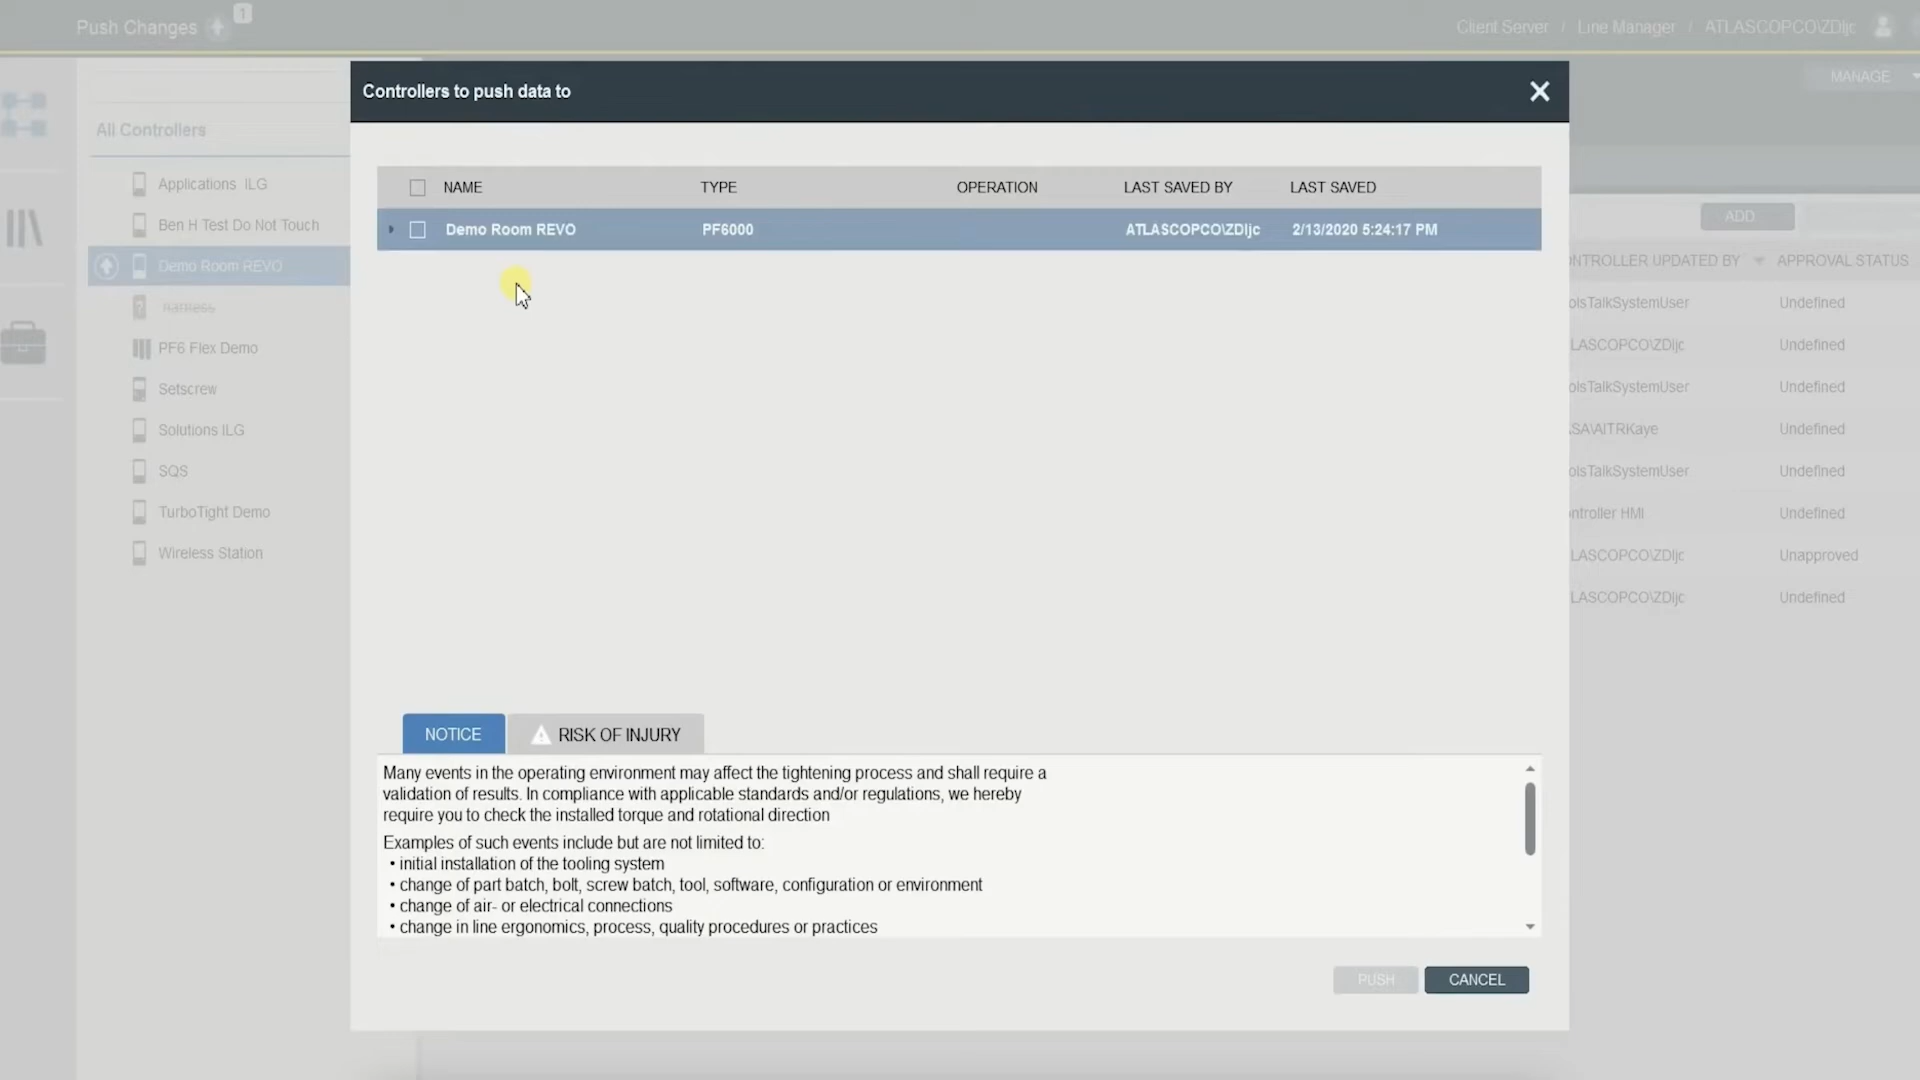 Push Changes
1
Client Server / Line Manager / ATLASCOPCO\ZDljc
MANAGE
Controllers to push data to
All Controllers
Applications ILG
Ben H Test Do Not Touch
Demo Room REVO
namless
PF6 Flex Demo
Setscrew
Solutions ILG
SQS
TurboTight Demo
Wireless Station
NAME TYPE OPERATION LAST SAVED BY LAST SAVED
Demo Room REVO PF6000 ATLASCOPCO\ZDljc 2/13/2020 5:24:17 PM
ADD
ONTROLLER UPDATED BY APPROVAL STATUS
olsTalkSystemUser Undefined
LASCOPCO\ZDljc Undefined
olsTalkSystemUser Undefined
SA\AITRKaye Undefined
olsTalkSystemUser Undefined
ontroller HMI Undefined
LASCOPCO\ZDljc Unapproved
LASCOPCO\ZDljc Undefined
NOTICE
RISK OF INJURY
Many events in the operating environment may affect the tightening process and shall require a
validation of results. In compliance with applicable standards and/or regulations, we hereby
require you to check the installed torque and rotational direction
Examples of such events include but are not limited to:
• initial installation of the tooling system
• change of part batch, bolt, screw batch, tool, software, configuration or environment
• change of air- or electrical connections
• change in line ergonomics, process, quality procedures or practices
PUSH
CANCEL